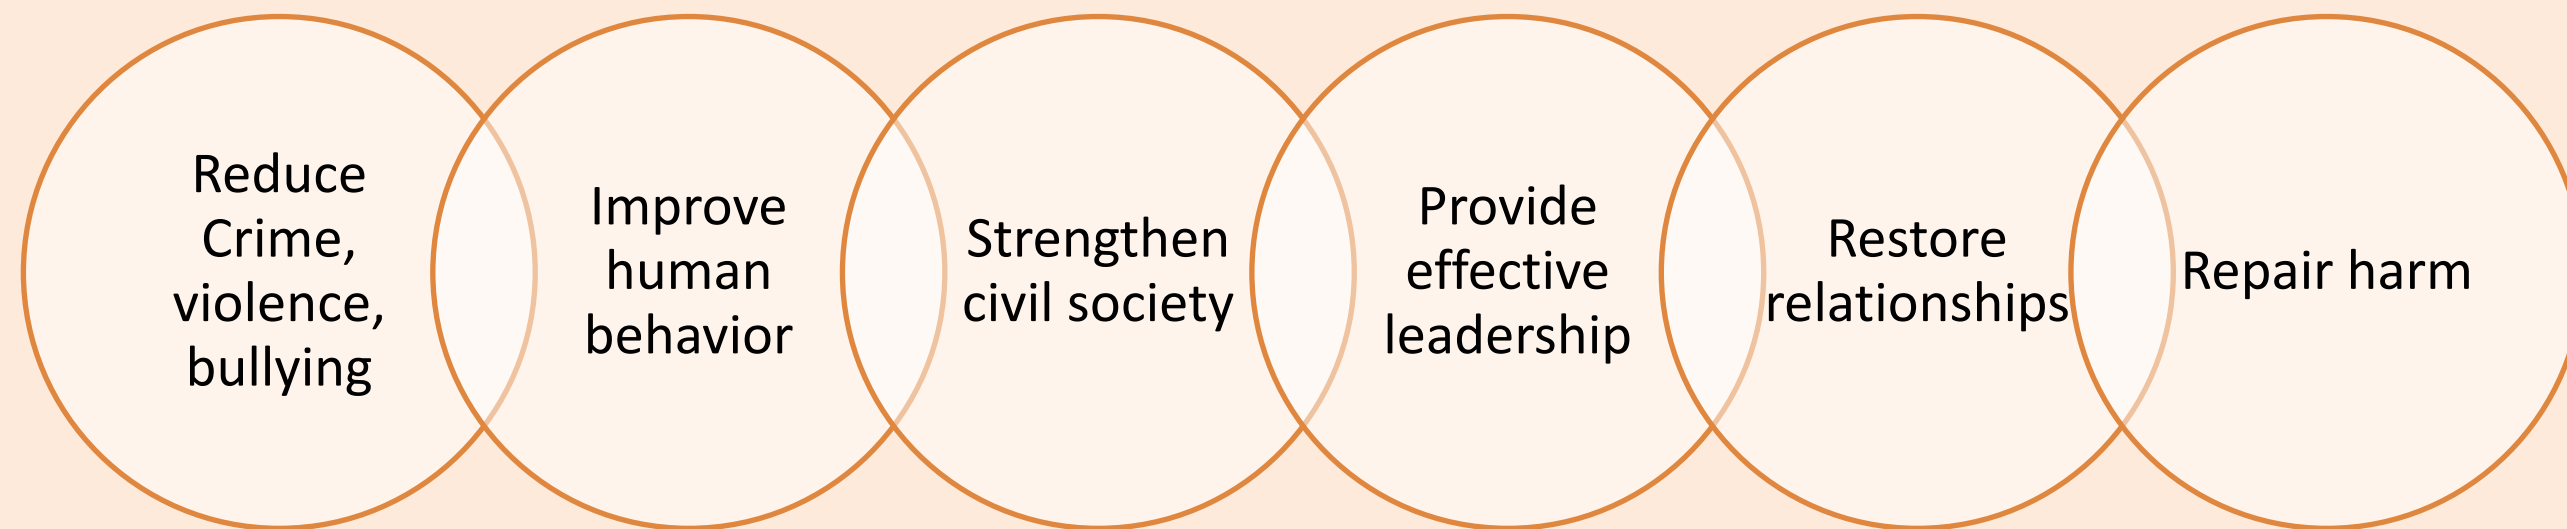 Reduce
Crime,
violence,
bullying
Improve
human
behavior
Strengthen
civil society
Provide
effective
leadership
Restore
relationships
Repair harm